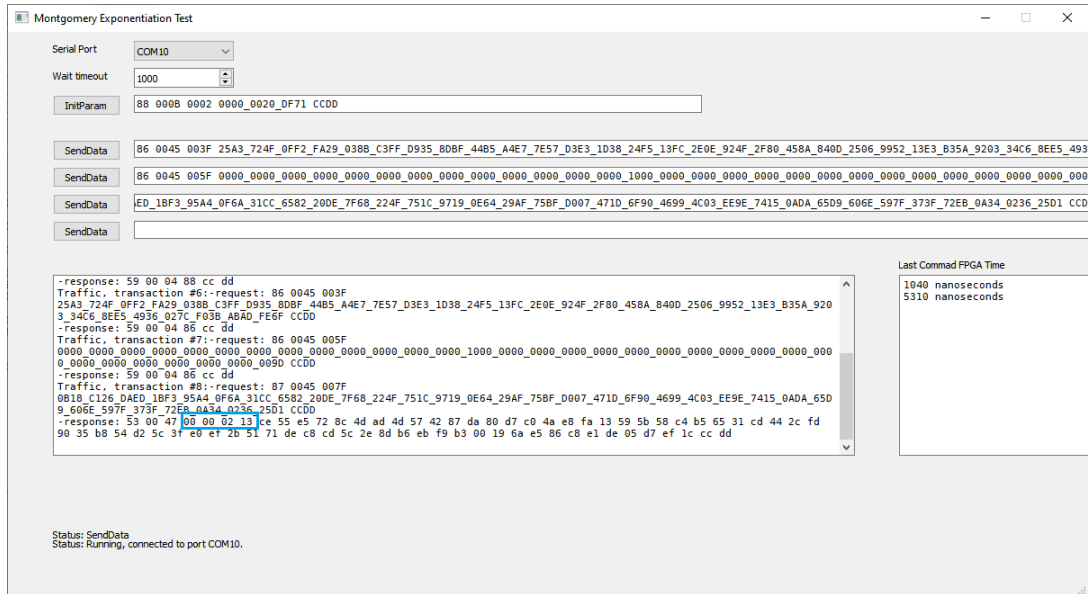 Montgomery Exponentiation Test
Serial Port
COM10
Wait timeout
1000
InitParam
88 000B 0002 0000_0020_DF71 CCDD
SendData
86 0045 003F 25A3_724F_0FF2_FA29_038B_C3FF_D935_8DBF_44B5_A4E7_7E57_D3E3_1D38_24F5_13FC_2E0E_924F_2F80_458A_840D_2506_9952_13E3_B35A_9203_34C6_8EE5_493
SendData
86 0045 005F 0000_0000_0000_0000_0000_0000_0000_0000_0000_0000_0000_0000_0000_1000_0000_0000_0000_0000_0000_0000_0000_0000_0000_0000_0000_0000_0000_000
SendData
AED_1BF3_95A4_0F6A_31CC_6582_20DE_7F68_224F_751C_9719_0E64_29AF_75BF_D007_471D_6F90_4699_4C03_EE9E_7415_0ADA_65D9_606E_597F_373F_72EB_0A34_0236_25D1 CCD
SendData
Last Commad FPGA Time
1040 nanoseconds
5310 nanoseconds
-response: 59 00 04 88 cc dd
Traffic, transaction #6:-request: 86 0045 003F
25A3_724F_0FF2_FA29_038B_C3FF_D935_8DBF_44B5_A4E7_7E57_D3E3_1D38_24F5_13FC_2E0E_924F_2F80_458A_840D_2506_9952_13E3_B35A_920
3_34C6_8EE5_4936_027C_F03B_ABAD_FE6F CCDD
-response: 59 00 04 86 cc dd
Traffic, transaction #7:-request: 86 0045 005F
0000_0000_0000_0000_0000_0000_0000_0000_0000_0000_0000_0000_0000_1000_0000_0000_0000_0000_0000_0000_0000_0000_0000_0000_000
0_0000_0000_0000_0000_0000_0000_009D CCDD
-response: 59 00 04 86 cc dd
Traffic, transaction #8:-request: 87 0045 007F
0B18_C126_DAED_1BF3_95A4_0F6A_31CC_6582_20DE_7F68_224F_751C_9719_0E64_29AF_75BF_D007_471D_6F90_4699_4C03_EE9E_7415_0ADA_65D
9_606E_597F_373F_72EB_0A34_0236_25D1 CCDD
-response: 53 00 47 00 00 02 13 ce 55 e5 72 8c 4d ad 4d 57 42 87 da 80 d7 c0 4a e8 fa 13 59 5b 58 c4 b5 65 31 cd 44 2c fd
90 35 b8 54 d2 5c 3f e0 ef 2b 51 71 de c8 cd 5c 2e 8d b6 eb f9 b3 00 19 6a e5 86 c8 e1 de 05 d7 ef 1c cc dd
Status: SendData
Status: Running, connected to port COM10.